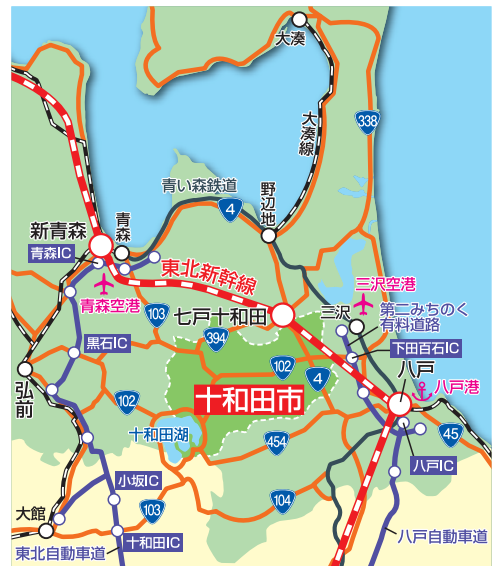 大湊
大湊線
338
青い森鉄道
野辺地
4
新青森
青森
青森IC
東北新幹線
青森空港
三沢空港
第二みちのく
有料道路
三沢
七戸十和田
103
394
黒石IC
下田百石IC
102
4
八戸
八戸港
弘前
102
十和田市
十和田湖
454
45
八戸IC
小坂IC
大館
103
104
東北自動車道
十和田IC
八戸自動車道